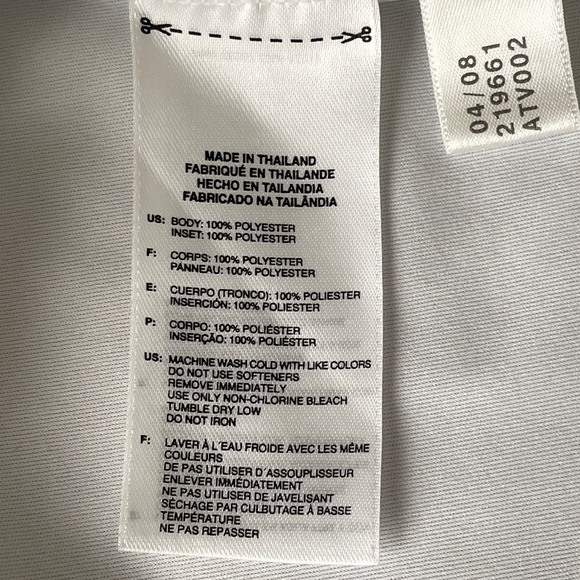 MADE IN THAILAND
FABRIQUÉ EN THAILANDE
HECHO EN TAILANDIA
FABRICADO NA TAILÂNDIA
US: BODY: 100% POLYESTER
INSET: 100% POLYESTER
F: CORPS: 100% POLYESTER
PANNEAU: 100% POLYESTER
E: CUERPO (TRONCO): 100% POLIESTER
INSERCIÓN: 100% POLIESTER
P: CORPO: 100% POLIÉSTER
INSERÇÃO: 100% POLIÉSTER
US: MACHINE WASH COLD WITH LIKE COLORS
DO NOT USE SOFTENERS
REMOVE IMMEDIATELY
USE ONLY NON-CHLORINE BLEACH
TUMBLE DRY LOW
DO NOT IRON
F: LAVER À L'EAU FROIDE AVEC LES MÊME
COULEURS
DE PAS UTILISER D'ASSOUPLISSEUR
ENLEVER IMMÉDIATEMENT
NE PAS UTILISER DE JAVELISANT
SÉCHAGE PAR CULBUTAGE À BASSE
TEMPÉRATURE
NE PAS REPASSER
04/08
219661
ATV002